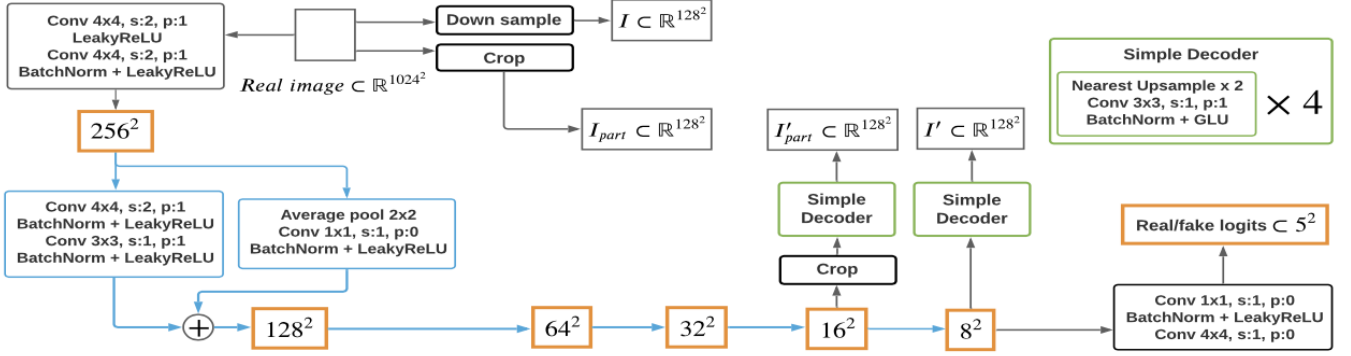 Conv 4x4, s:2, p:1
LeakyReLU
Conv 4x4, s:2, p:1
BatchNorm + LeakyReLU
Real image ⊂ ℝ^{1024²}
Down sample
I ⊂ ℝ^{128²}
Crop
I_{part} ⊂ ℝ^{128²}
256²
Conv 4x4, s:2, p:1
BatchNorm + LeakyReLU
Conv 3x3, s:1, p:1
BatchNorm + LeakyReLU
Average pool 2x2
Conv 1x1, s:1, p:0
BatchNorm + LeakyReLU
+
128²
64²
32²
16²
8²
Crop
Simple
Decoder
I'_{part} ⊂ ℝ^{128²}
Simple
Decoder
I' ⊂ ℝ^{128²}
Simple Decoder
Nearest Upsample x 2
Conv 3x3, s:1, p:1
BatchNorm + GLU
× 4
Real/fake logits ⊂ 5²
Conv 1x1, s:1, p:0
BatchNorm + LeakyReLU
Conv 4x4, s:1, p:0